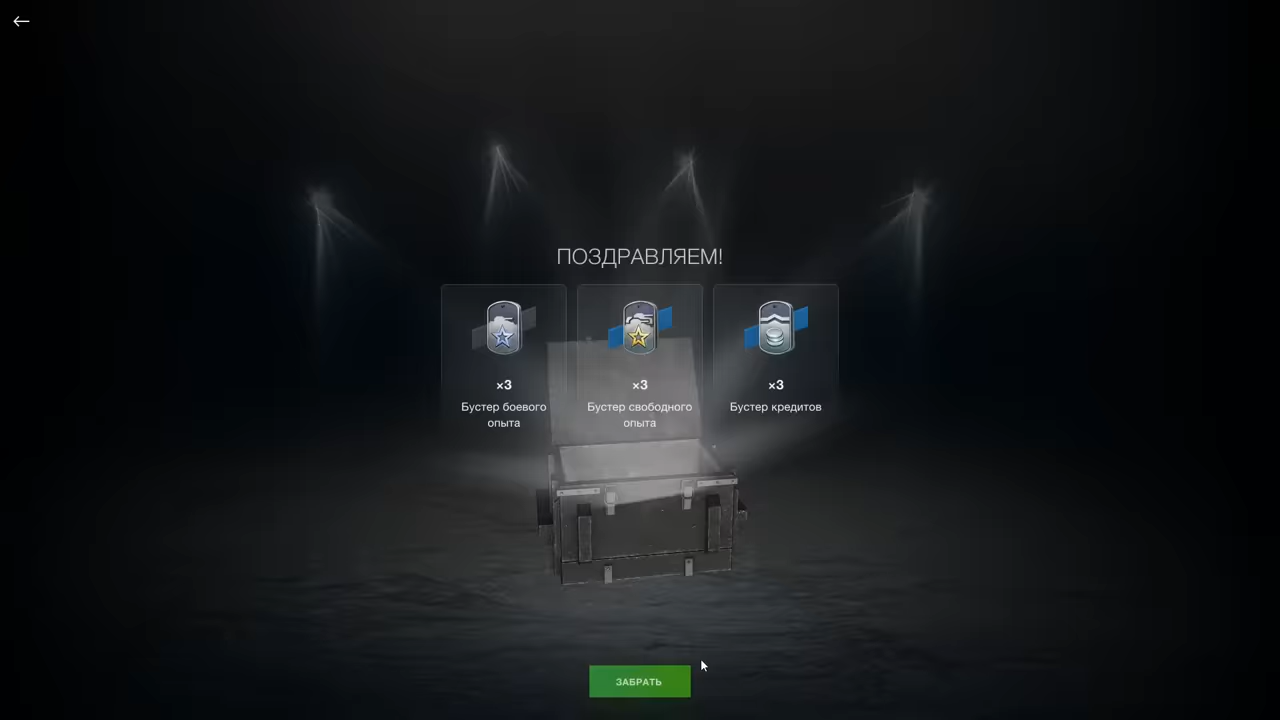 ПОЗДРАВЛЯЕМ!
×3
Бустер боевого
опыта
×3
Бустер свободного
опыта
×3
Бустер кредитов
ЗАБРАТЬ